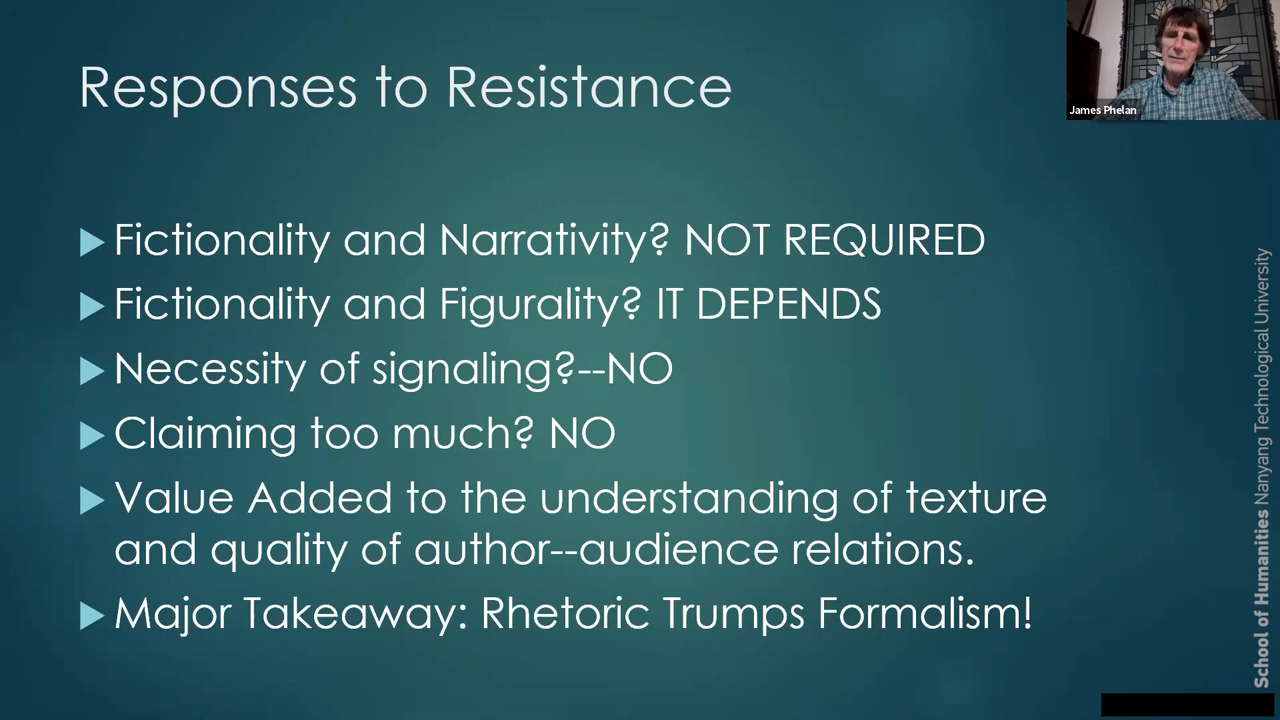 Responses to Resistance
James Phelan
Fictionality and Narrativity? NOT REQUIRED
Fictionality and Figurality? IT DEPENDS
Necessity of signaling?--NO
Claiming too much? NO
Value Added to the understanding of texture
and quality of author--audience relations.
Major Takeaway: Rhetoric Trumps Formalism!
School of Humanities Nanyang Technological University